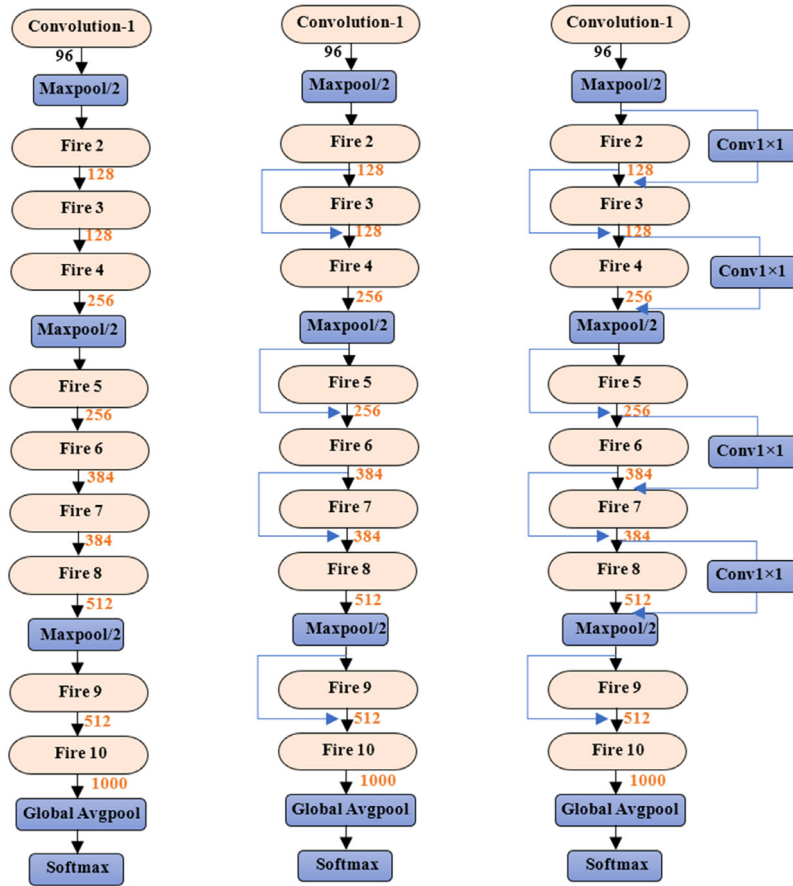 Convolution-1
96
Maxpool/2
Fire 2
128
Fire 3
128
Fire 4
256
Maxpool/2
Fire 5
256
Fire 6
384
Fire 7
384
Fire 8
512
Maxpool/2
Fire 9
512
Fire 10
1000
Global Avgpool
Softmax
Convolution-1
96
Maxpool/2
Fire 2
128
Fire 3
128
Fire 4
256
Maxpool/2
Fire 5
256
Fire 6
384
Fire 7
384
Fire 8
512
Maxpool/2
Fire 9
512
Fire 10
1000
Global Avgpool
Softmax
Convolution-1
96
Maxpool/2
Fire 2
Conv1×1
128
Fire 3
128
Fire 4
Conv1×1
256
Maxpool/2
Fire 5
256
Fire 6
Conv1×1
384
Fire 7
384
Fire 8
Conv1×1
512
Maxpool/2
Fire 9
512
Fire 10
1000
Global Avgpool
Softmax